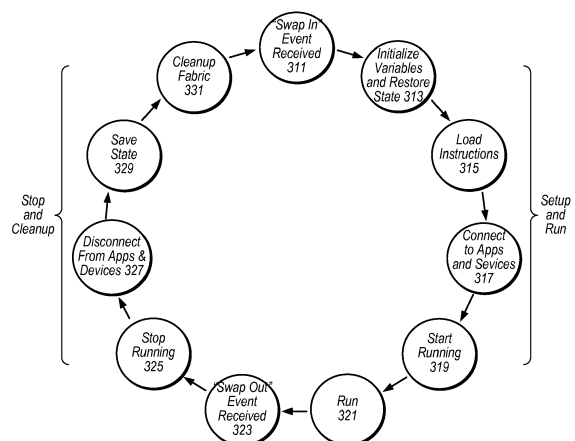 "Swap In"
Event
Received
311
Initialize
Variables
and Restore
State 313
Load
Instructions
315
Connect
to Apps
and Sevices
317
Start
Running
319
Run
321
"Swap Out"
Event
Received
323
Stop
Running
325
Disconnect
From Apps &
Devices 327
Save
State
329
Cleanup
Fabric
331
Stop
and
Cleanup
Setup
and
Run